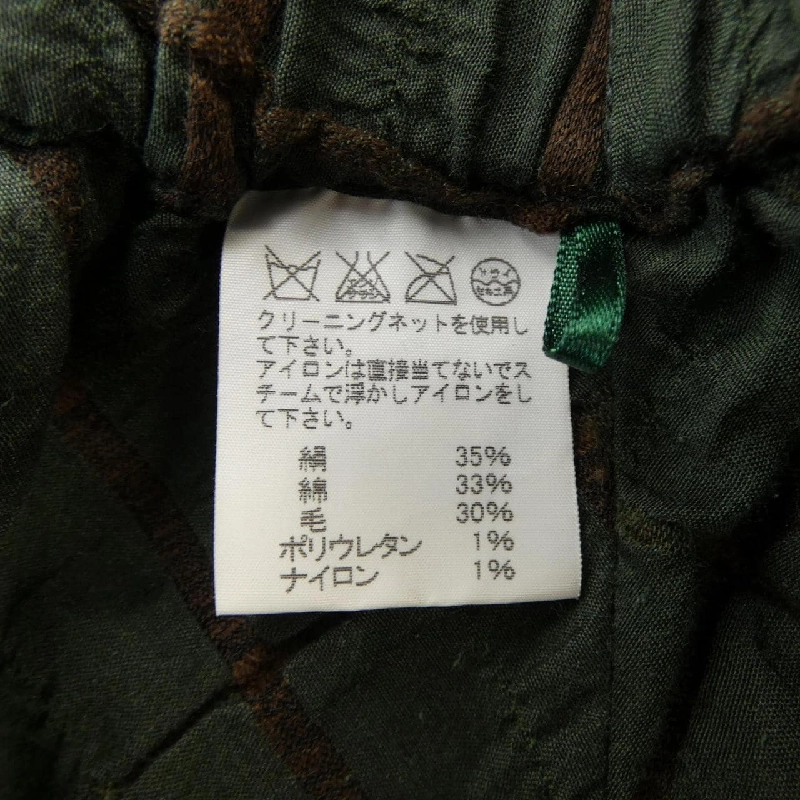 クリーニングネットを使用し
て下さい。
アイロンは直接当てないでス
チームで浮かしアイロンをし
て下さい。
絹 35%
綿 33%
毛 30%
ポリウレタン 1%
ナイロン 1%